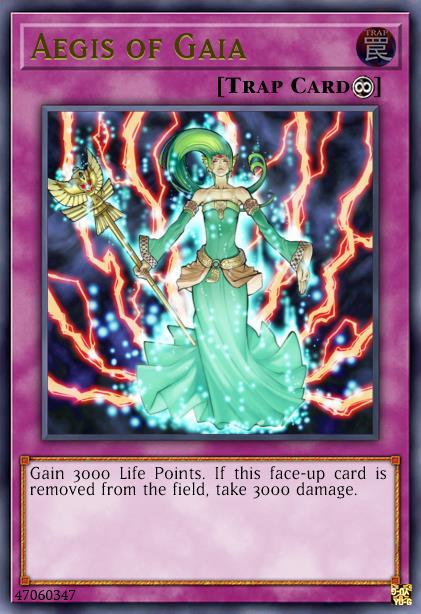 Aegis of Gaia
TRAP
罠
[Trap Card]
Gain 3000 Life Points. If this face-up card is
removed from the field, take 3000 damage.
47060347